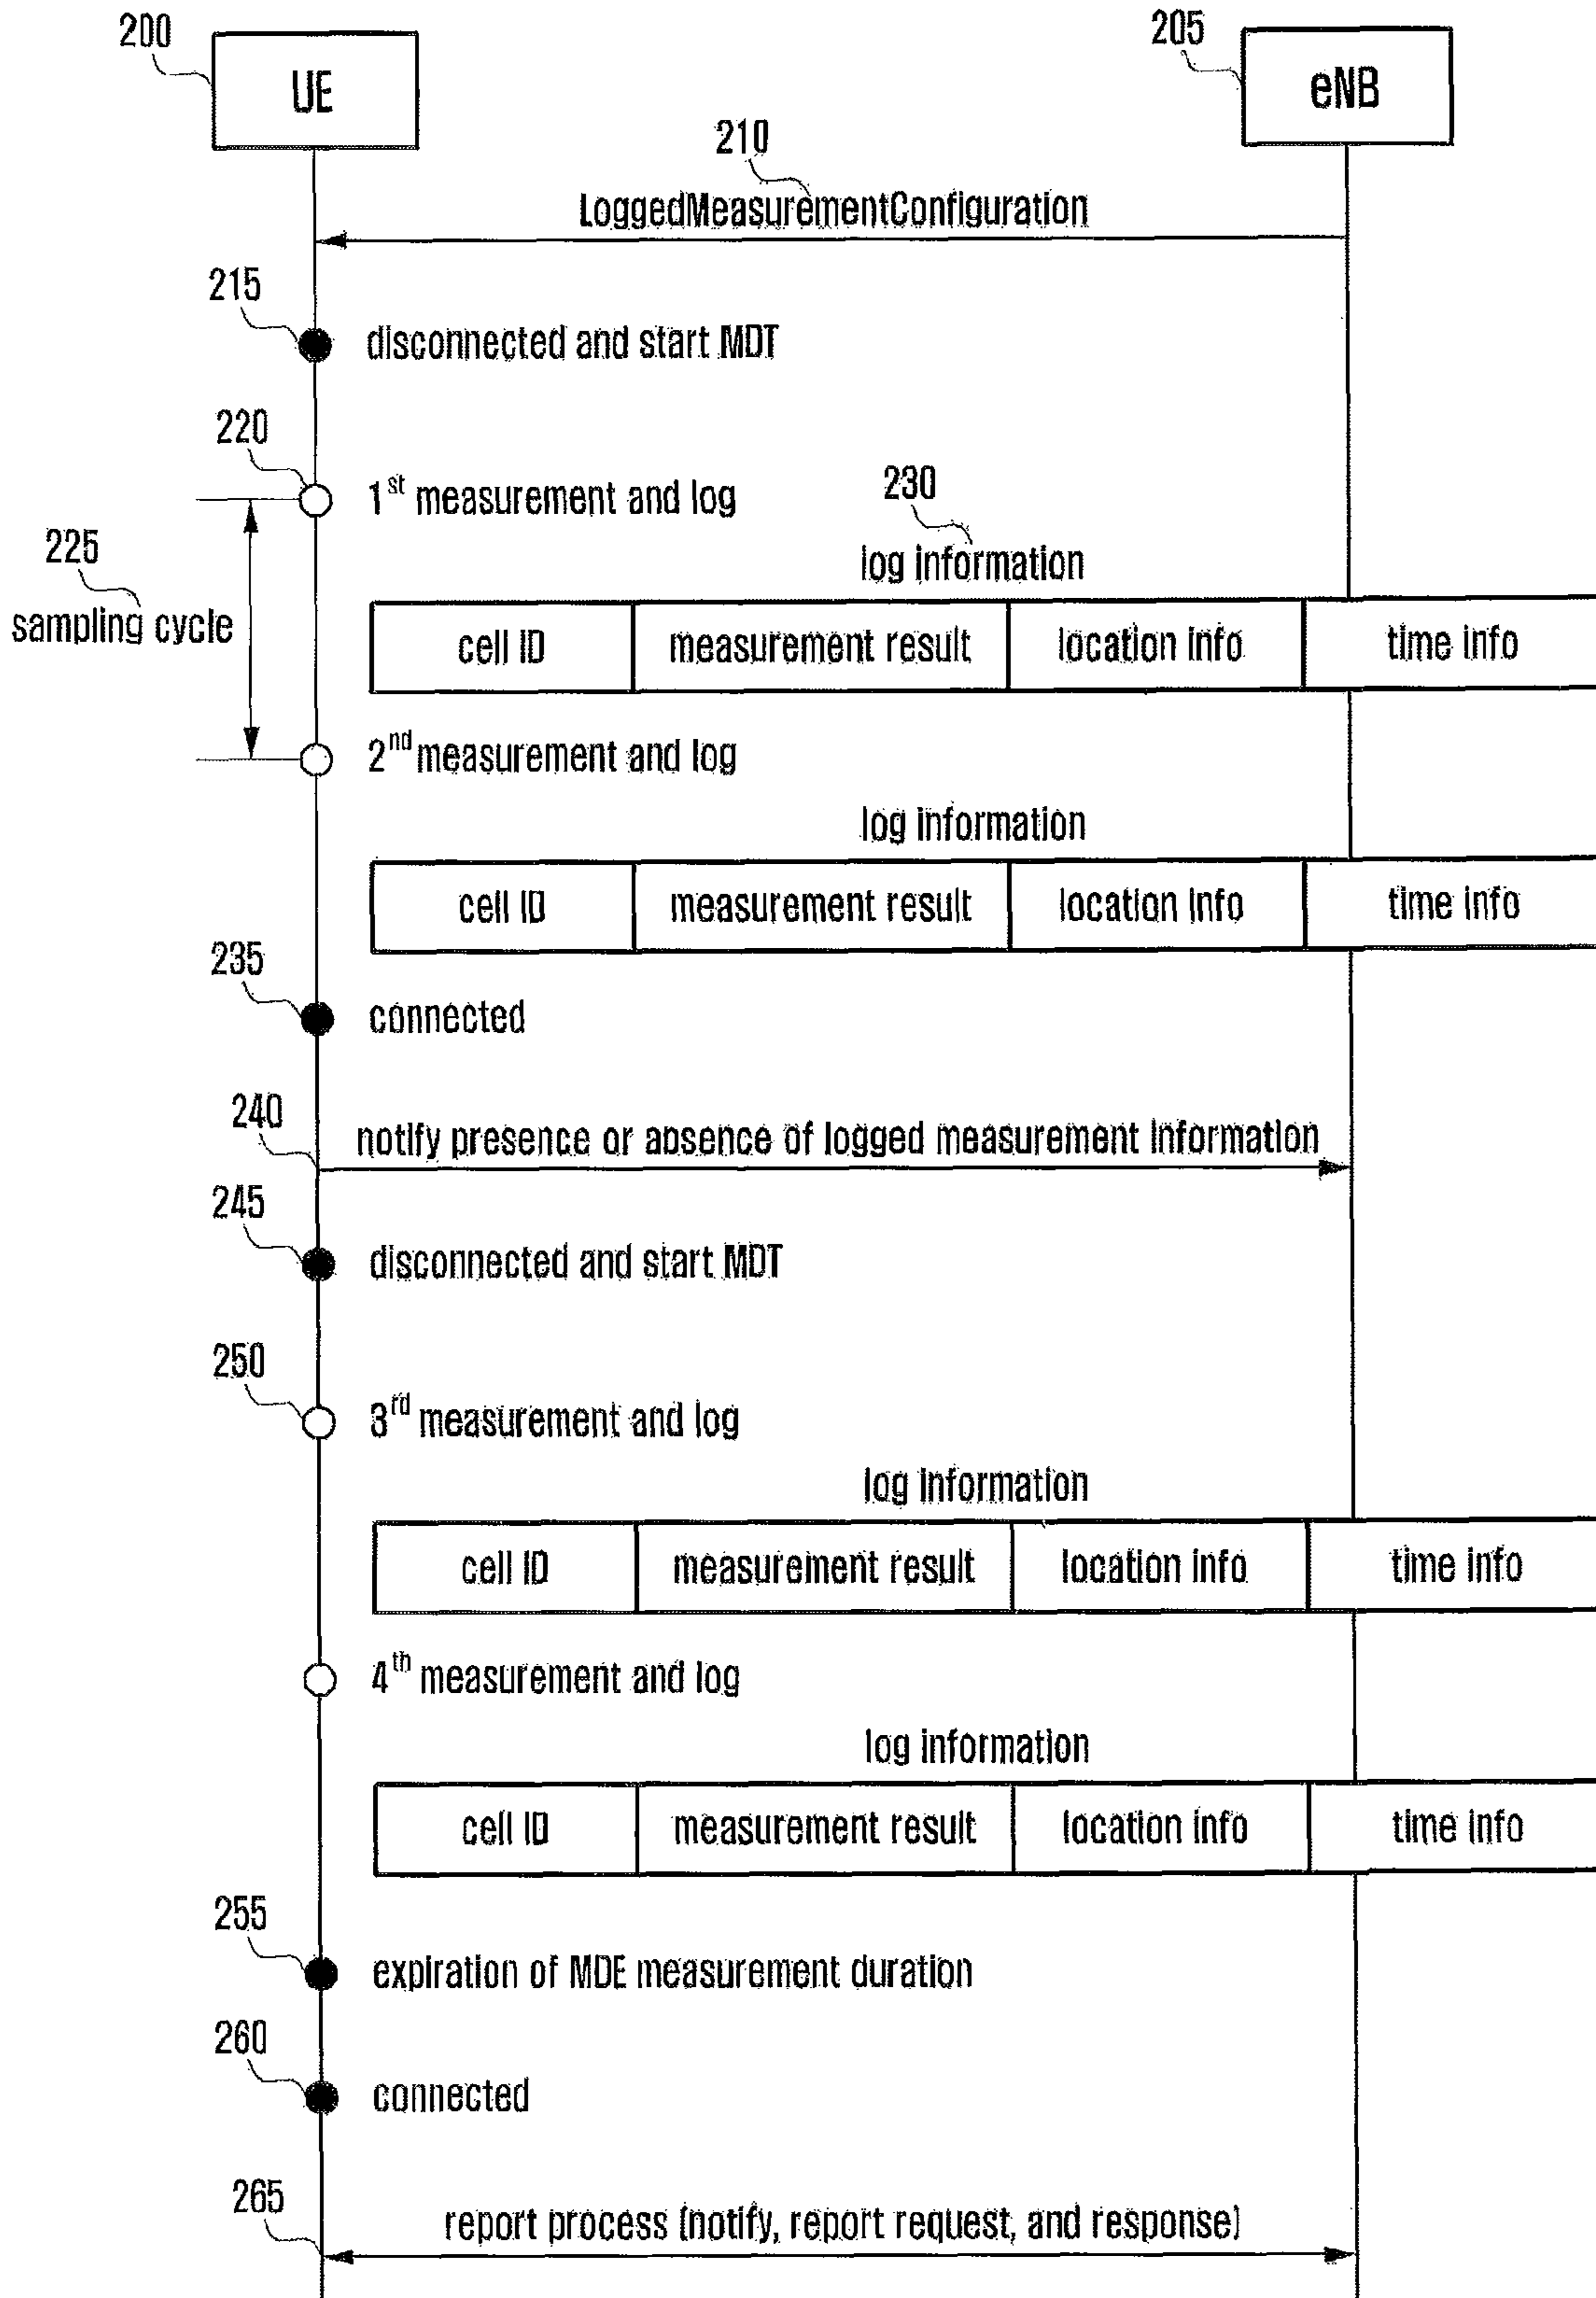 200
UE
205
eNB
210
LoggedMeasurementConfiguration
215
disconnected and start MDT
220
1st measurement and log
225
sampling cycle
230
log information
cell ID measurement result location info time info
2nd measurement and log
log information
cell ID measurement result location info time info
235
connected
240
notify presence or absence of logged measurement information
245
disconnected and start MDT
250
3rd measurement and log
log information
cell ID measurement result location info time info
4th measurement and log
log information
cell ID measurement result location info time info
255
expiration of MDE measurement duration
260
connected
265
report process (notify, report request, and response)